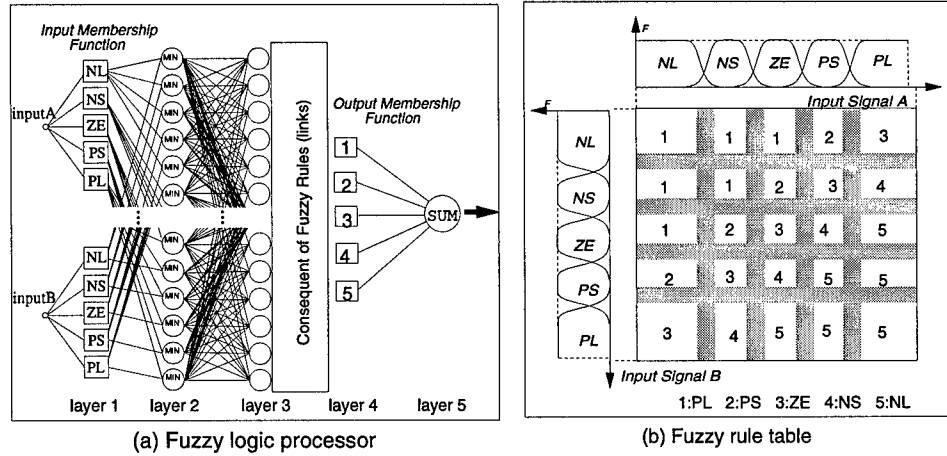 Input Membership
Function
NL
NS
ZE
PS
PL
inputA
NL
NS
ZE
PS
PL
inputB
MIN
MIN
MIN
MIN
MIN
MIN
MIN
MIN
MIN
MIN
MIN
MIN
Consequent of Fuzzy Rules (links)
Output Membership
Function
1
2
3
4
5
SUM
layer 1 layer 2 layer 3 layer 4 layer 5
(a) Fuzzy logic processor
F
NL NS ZE PS PL
Input Signal A
F
NL
NS
ZE
PS
PL
1 1 1 2 3
1 1 2 3 4
1 2 3 4 5
2 3 4 5 5
3 4 5 5 5
Input Signal B
1:PL 2:PS 3:ZE 4:NS 5:NL
(b) Fuzzy rule table